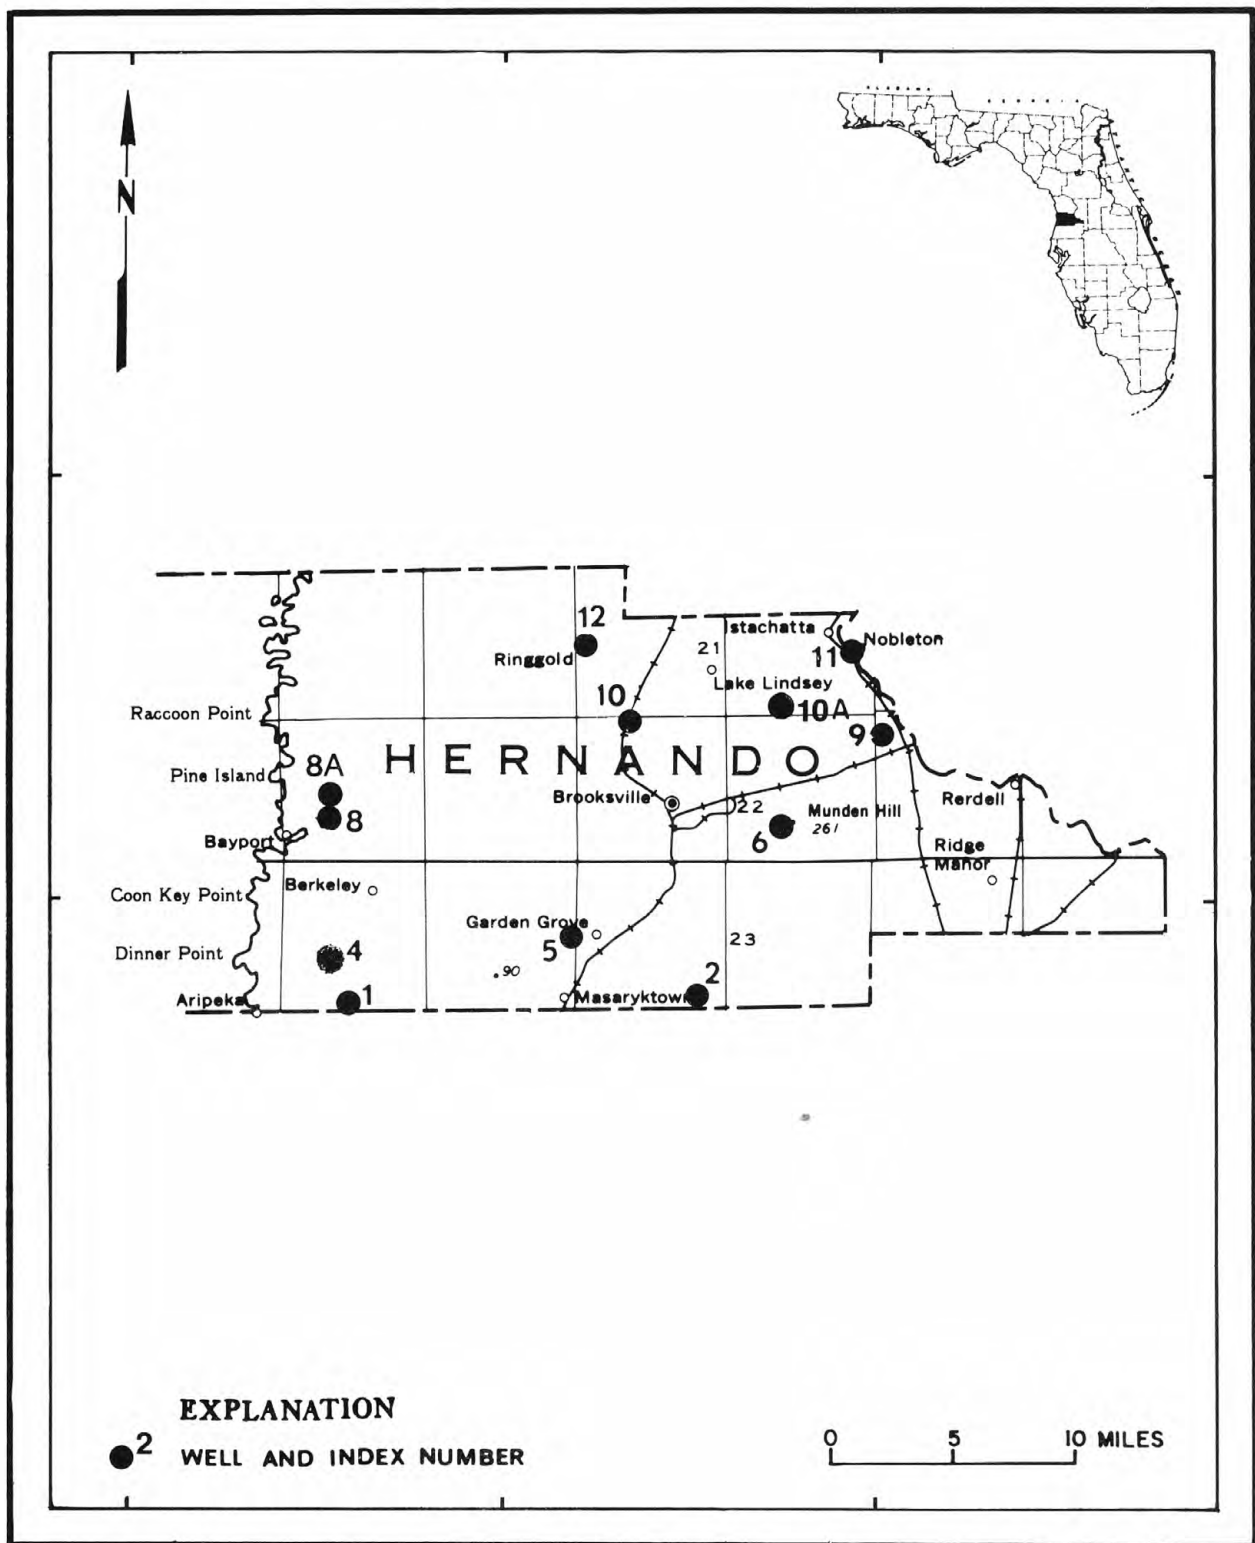 N
12
Ringgold
Istachatta
21
Nobleton
11
Lake Lindsey
10
10A
Raccoon Point
9
HERNANDO
Pine Island
8A
Brooksville
22
Munden Hill
261
Rerdell
8
Bayport
6
Ridge
Manor
Berkeley
Coon Key Point
Garden Grove
5
23
Dinner Point
4
.90
2
Aripeka
1
Masaryktown
EXPLANATION
2 WELL AND INDEX NUMBER
0 5 10 MILES